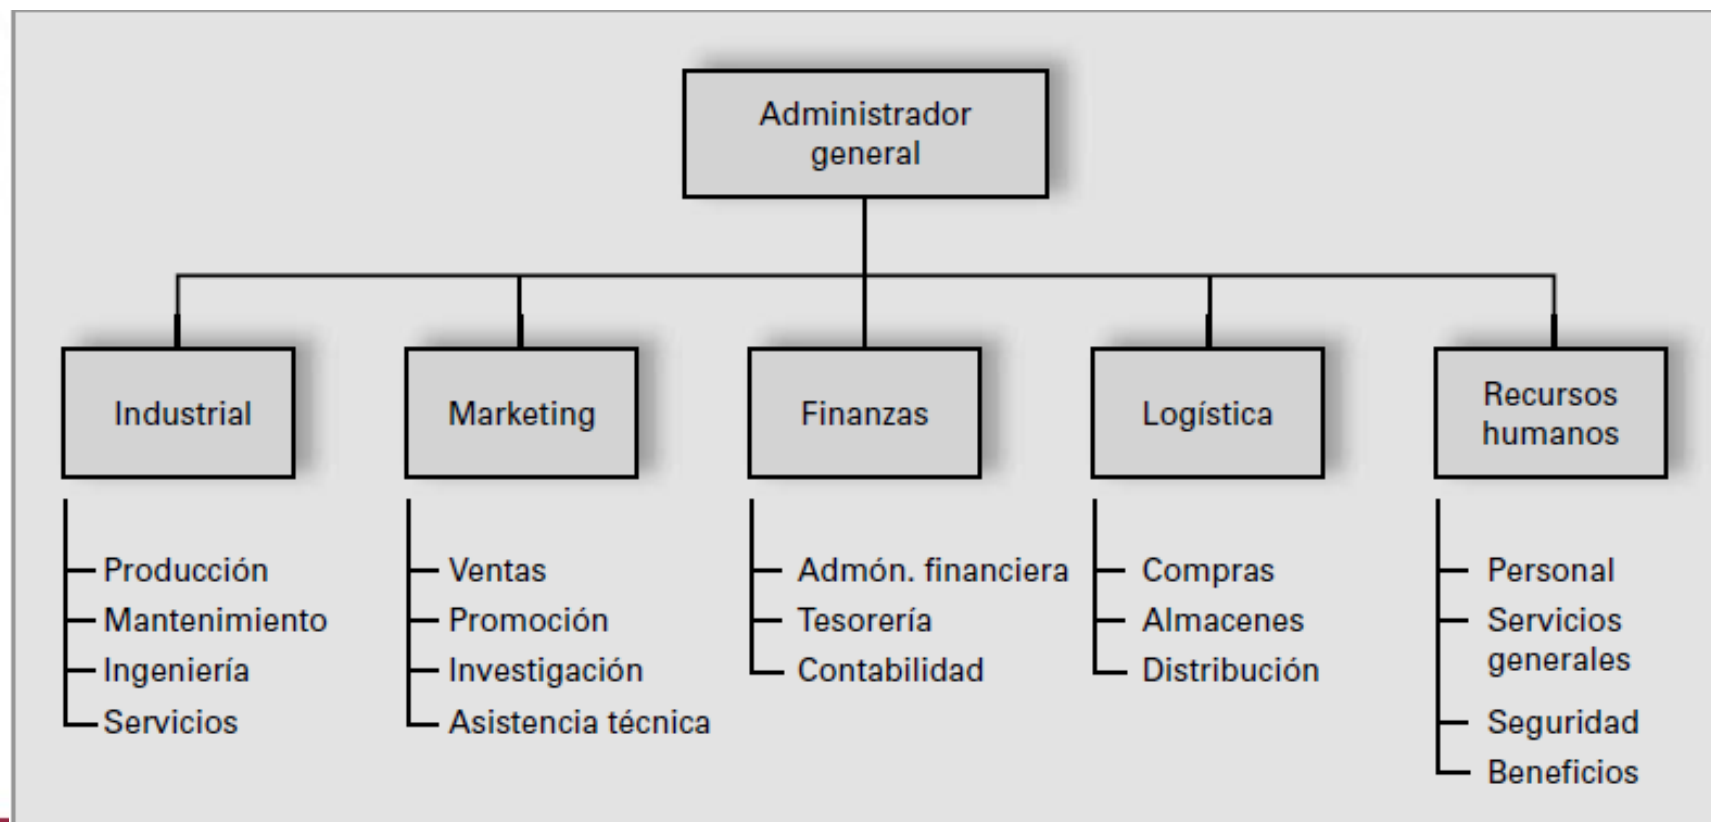 Administrador
general
Industrial
Marketing
Finanzas
Logística
Recursos
humanos
Producción
Mantenimiento
Ingeniería
Servicios
Ventas
Promoción
Investigación
Asistencia técnica
Admón. financiera
Tesorería
Contabilidad
Compras
Almacenes
Distribución
Personal
Servicios
generales
Seguridad
Beneficios